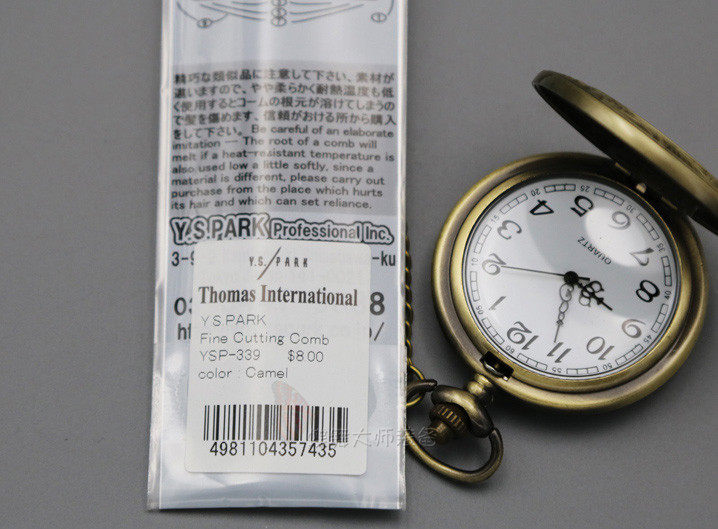 精巧な類似品に注意して下さい、素材が
違いますので、やや柔らかく耐熱温度も低
く使用するとコームの根元が溶けてしまうの
で髪を傷めます、信頼がおける所から購入
をして下さい。 Be careful of an elaborate
imitation — The root of a comb will
melt if a heat-resistant temperature is
also used low a little softly, since a
material is different, please carry out
purchase from the place which hurts
its hair and which can set reliance.
Y.S.PARK Professional Inc.
Y.S. PARK
Thomas International
YS PARK
Fine Cutting Comb
YSP-339 $8.00
color : Camel
4981104357435
QUARTZ
1
2
3
4
5
6
7
8
9
10
11
12